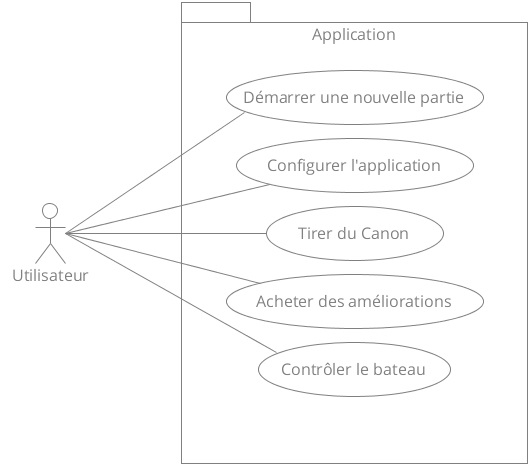 Application
Démarrer une nouvelle partie
Configurer l'application
Tirer du Canon
Utilisateur
Acheter des améliorations
Contrôler le bateau